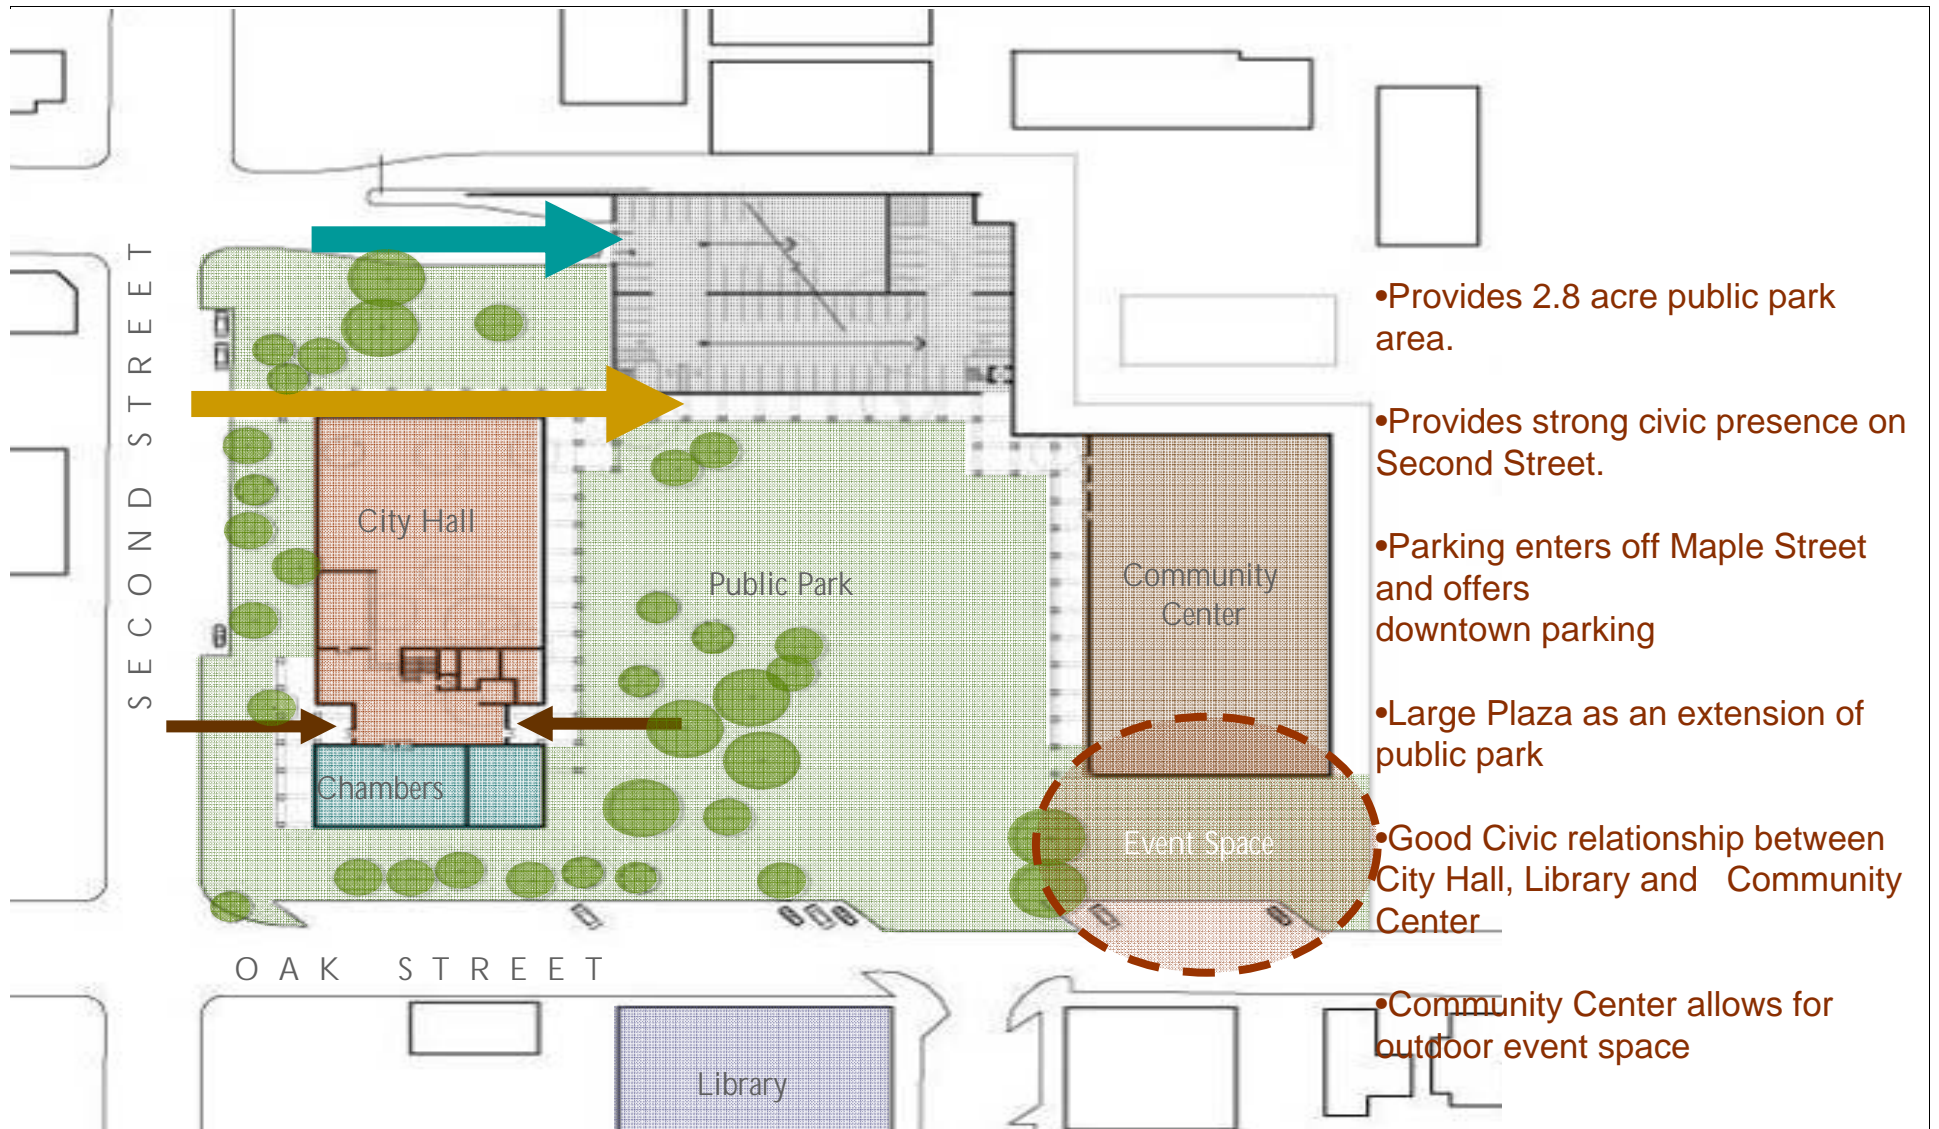 SECOND STREET
City Hall
Public Park
Community
Center
Chambers
Event Space
OAK STREET
Library
•Provides 2.8 acre public park
area.
•Provides strong civic presence on
Second Street.
•Parking enters off Maple Street
and offers
downtown parking
•Large Plaza as an extension of
public park
•Good Civic relationship between
City Hall, Library and Community
Center
•Community Center allows for
outdoor event space